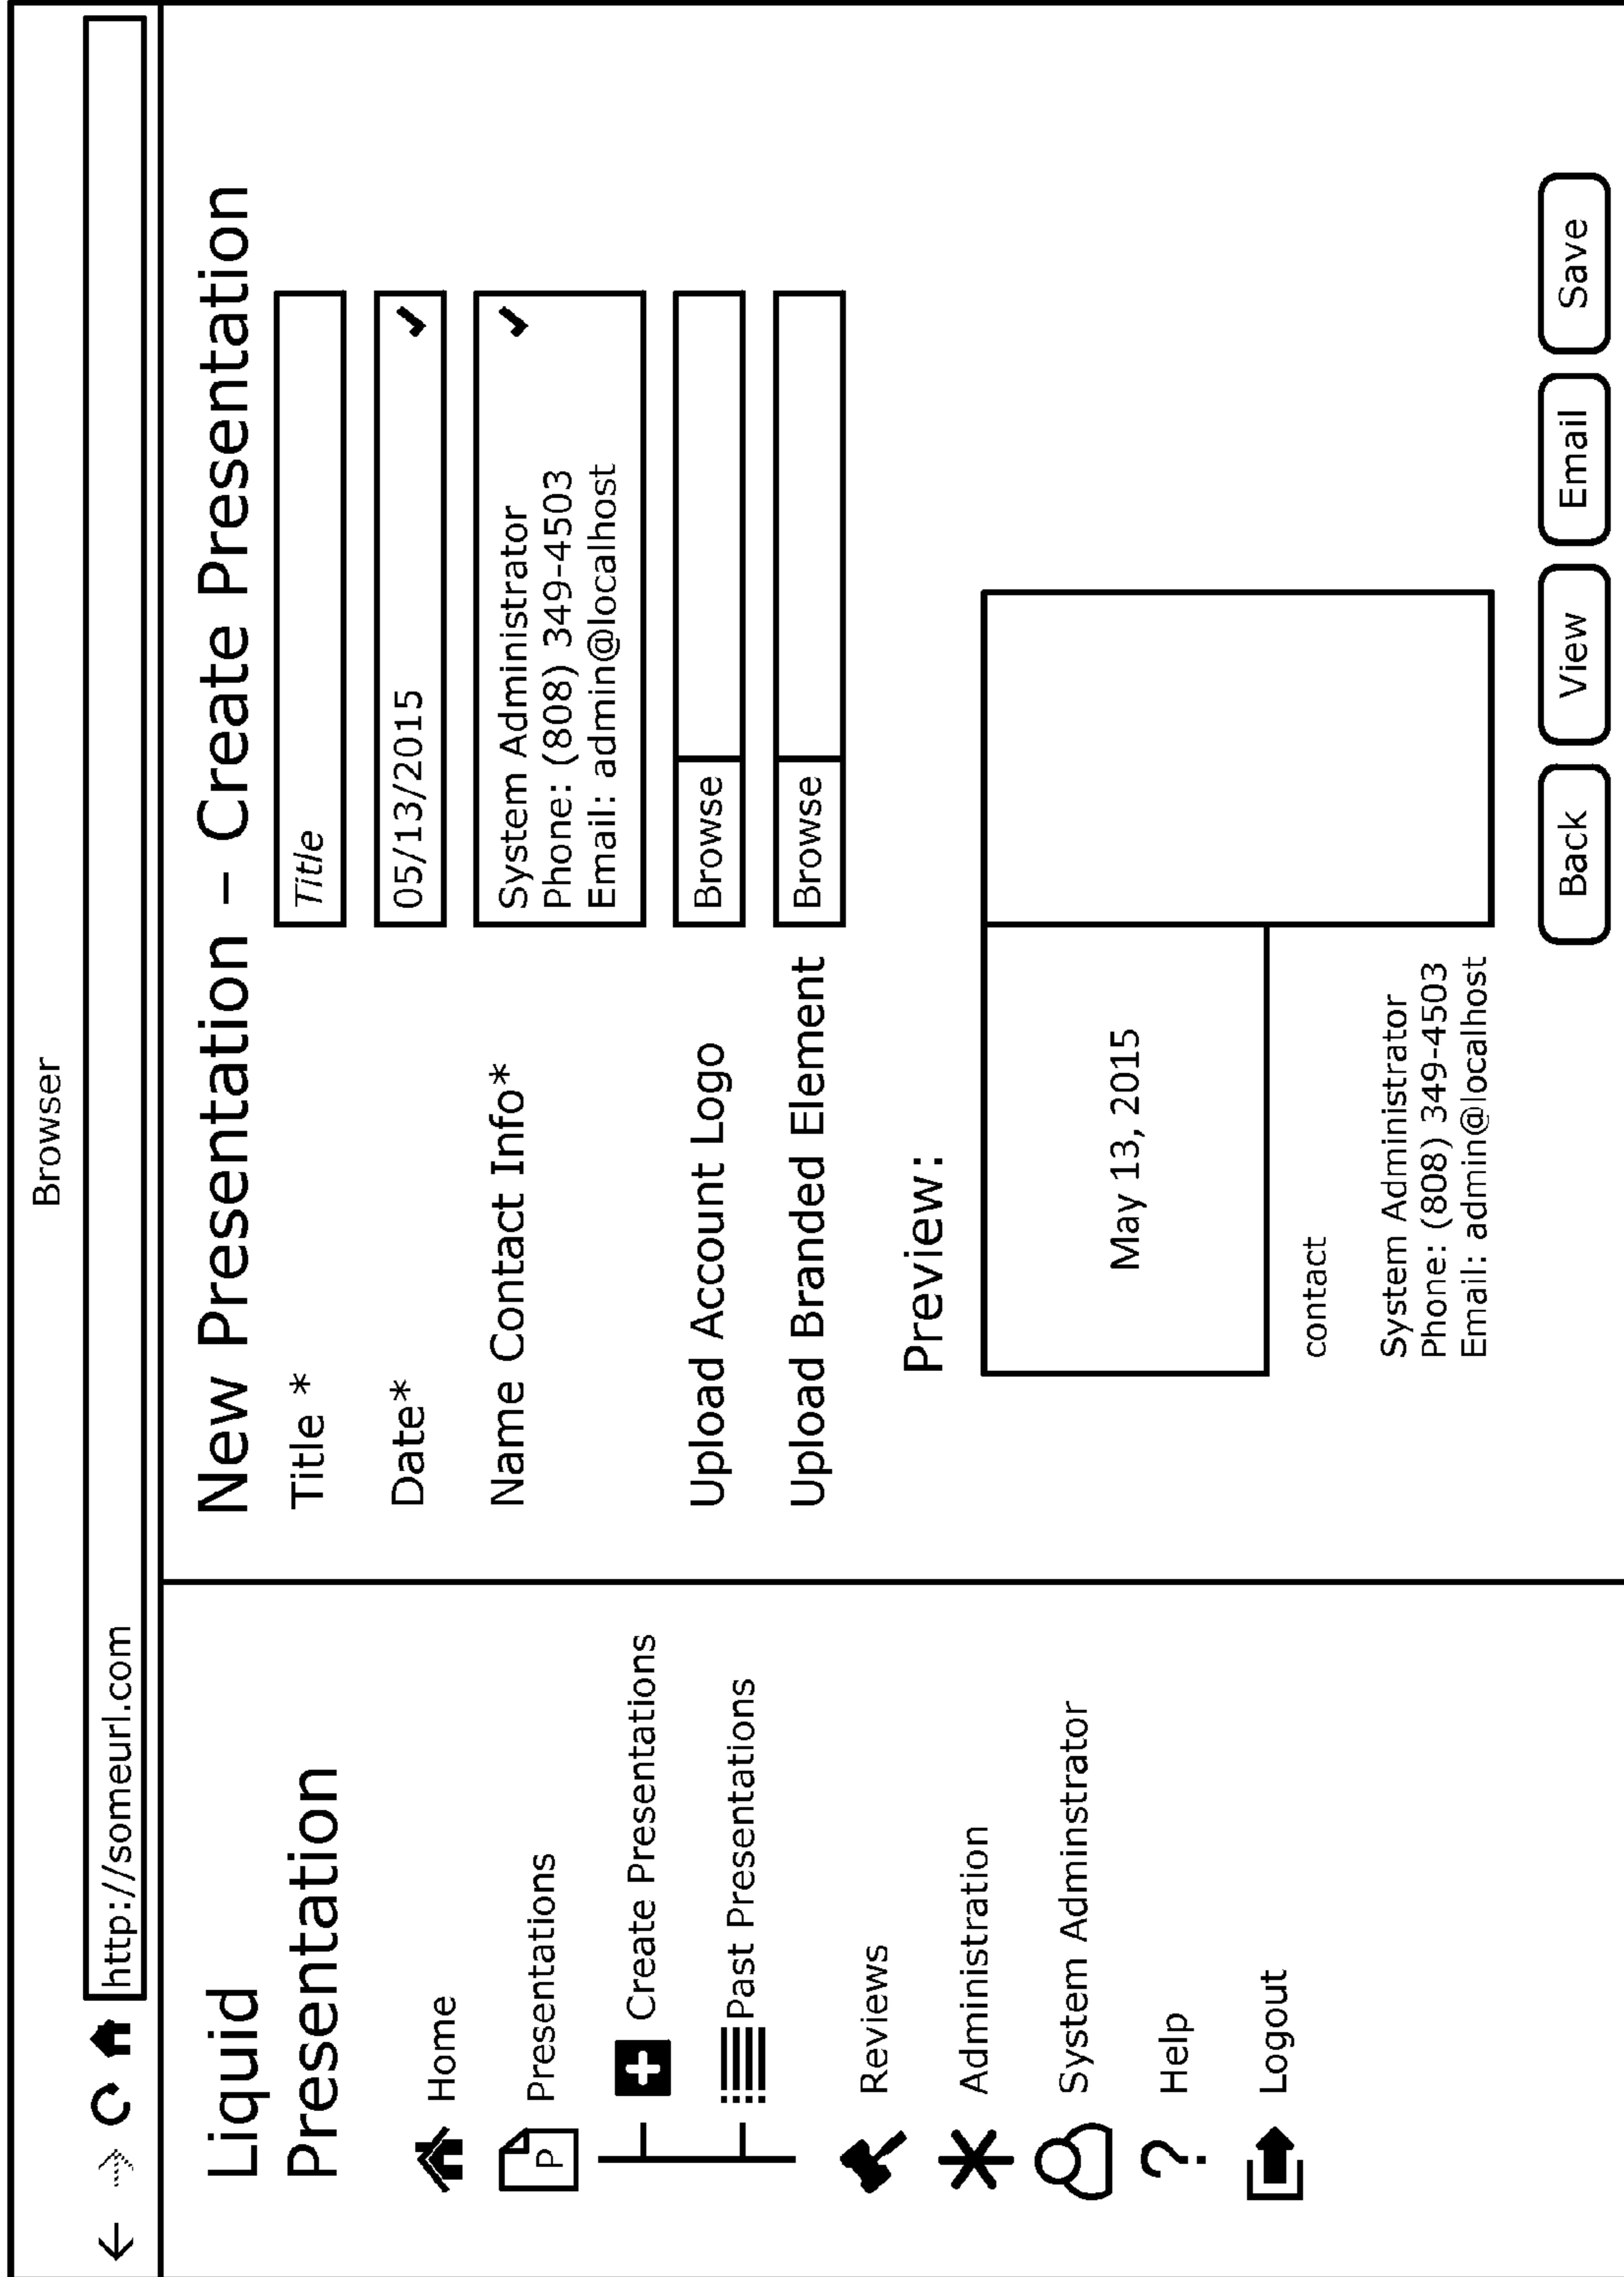 Browser
http://someurl.com
Liquid
Presentation
Home
Presentations
P
Create Presentations
Past Presentations
Reviews
Administration
System Adminstrator
?
Help
Logout
New Presentation – Create Presentation
Title *
Title
Date*
05/13/2015
Name Contact Info*
System Administrator
Phone: (808) 349-4503
Email: admin@localhost
Upload Account Logo
Browse
Upload Branded Element
Browse
Preview:
May 13, 2015
contact
System Administrator
Phone: (808) 349-4503
Email: admin@localhost
Back
View
Email
Save